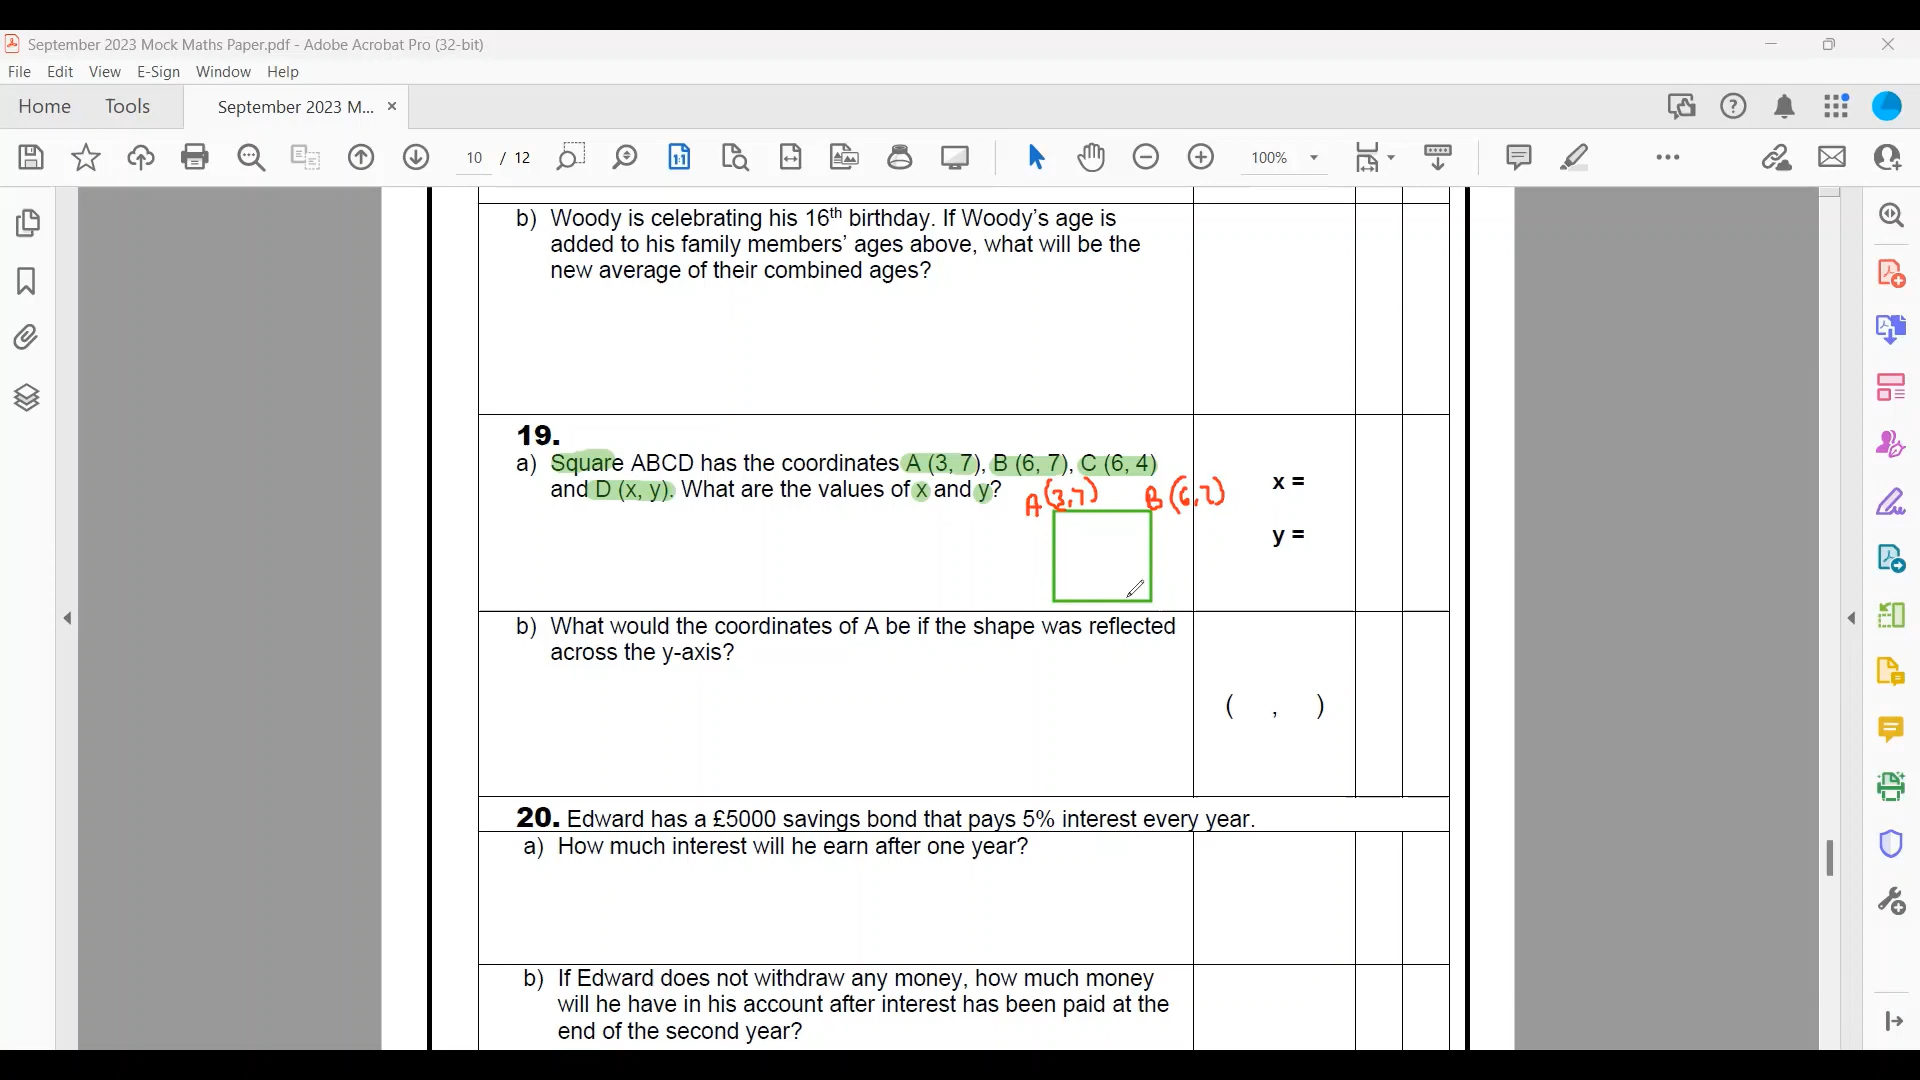 September 2023 Mock Maths Paper.pdf - Adobe Acrobat Pro (32-bit)
File Edit View E-Sign Window Help
Home Tools September 2023 M... ×
10 / 12 1:1 100%
b) Woody is celebrating his 16th birthday. If Woody’s age is
added to his family members’ ages above, what will be the
new average of their combined ages?
19.
a) Square ABCD has the coordinates A (3, 7), B (6, 7), C (6, 4)
and D (x, y). What are the values of x and y?
x =
A (3,7) B (6,7)
y =
b) What would the coordinates of A be if the shape was reflected
across the y-axis?
( , )
20. Edward has a £5000 savings bond that pays 5% interest every year.
a) How much interest will he earn after one year?
b) If Edward does not withdraw any money, how much money
will he have in his account after interest has been paid at the
end of the second year?